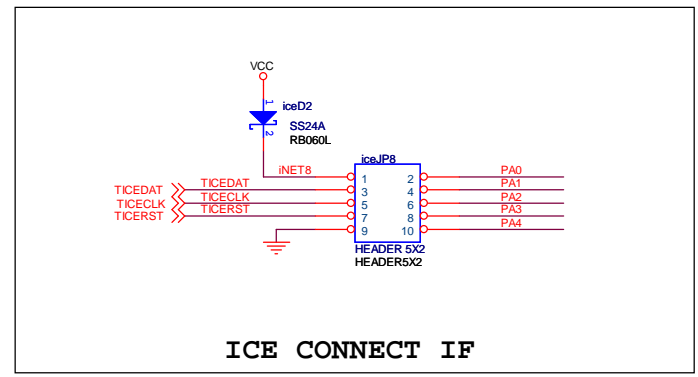 VCC
1
iceD2
2
SS24A
RB060L
iceJP8
iNET8 1 2 PA0
TICEDAT TICEDAT 3 4 PA1
TICECLK TICECLK 5 6 PA2
TICERST TICERST 7 8 PA3
9 10 PA4
HEADER 5X2
HEADER5X2
ICE CONNECT IF